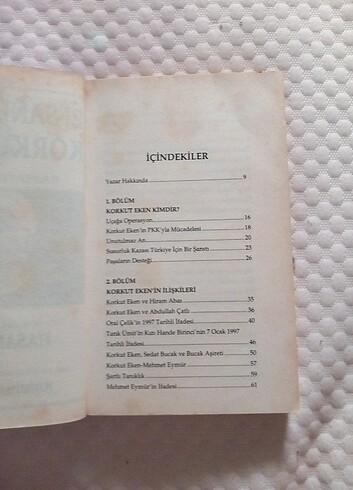 İÇİNDEKİLER
Yazar Hakkında 9
1. BÖLÜM
KORKUT EKEN KİMDİR?
Uçağa Operasyon 16
Korkut Eken'in PKK'yla Mücadelesi 18
Unutulmaz An 20
Susurluk Kazası Türkiye İçin Bir Şanstı 23
Paşaların Desteği 26
2. BÖLÜM
KORKUT EKEN'İN İLİŞKİLERİ
Korkut Eken ve Hiram Abas 35
Korkut Eken ve Abdullah Çatlı 36
Oral Çelik'in 1997 Tarihli İfadesi 40
Tarık Ümit'in Kızı Hande Birinci'nin 7 Ocak 1997
Tarihli İfadesi 46
Korkut Eken, Sedat Bucak ve Bucak Aşireti 50
Korkut Eken-Mehmet Eymür 57
Şartlı Tanıklık 59
Mehmet Eymür'ün İfadesi 61
KORKU